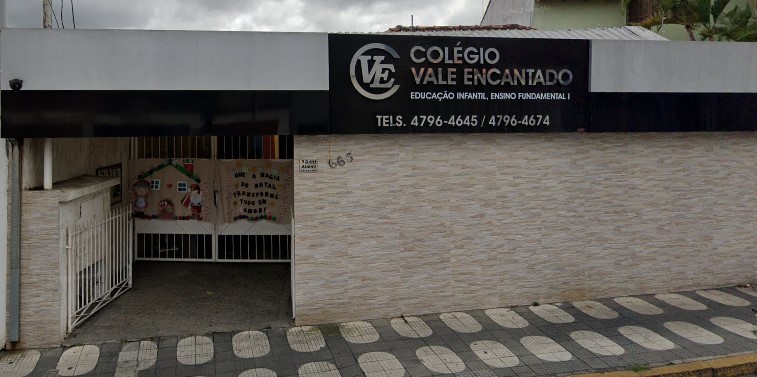 VE
COLÉGIO
VALE ENCANTADO
EDUCAÇÃO INFANTIL, ENSINO FUNDAMENTAL I
TELS. 4796-4645 / 4796-4674
663
QUE A MAGIA
DO NATAL
TRANSFORME
TUDO EM
AMOR!